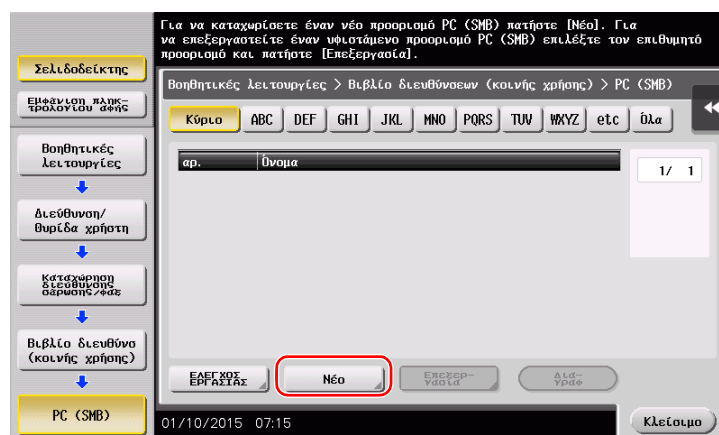 Για να καταχωρίσετε έναν νέο προορισμό PC (SMB) πατήστε [Νέο]. Για
να επεξεργαστείτε έναν υφιστάμενο προορισμό PC (SMB) επιλέξτε τον επιθυμητό
προορισμό και πατήστε [Επεξεργασία].
Σελιδοδείκτης
Εμφάνιση πληκ-
τρολογίου αφής
Βοηθητικές
λειτουργίες
Διεύθυνση/
θυρίδα χρήστη
Καταχώρηση
διεύθυνσης
σάρωσης/φαξ
Βιβλίο διευθύνσ
(κοινής χρήσης)
PC (SMB)
Βοηθητικές λειτουργίες > Βιβλίο διευθύνσεων (κοινής χρήσης) > PC (SMB)
Κύριο ABC DEF GHI JKL MNO PQRS TUV WXYZ etc Όλα
αρ. Όνομα
1/ 1
ΕΛΕΓΧΟΣ
ΕΡΓΑΣΙΑΣ
Νέο
Επεξερ-
γασία
Δια-
γραφ
01/10/2015 07:15
Κλείσιμο